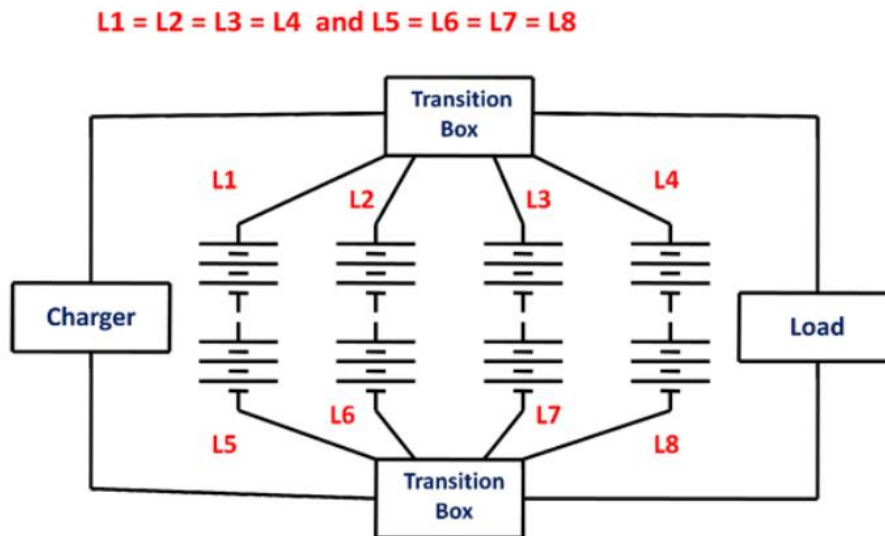 L1 = L2 = L3 = L4 and L5 = L6 = L7 = L8
Transition
Box
L1
L2
L3
L4
Charger
Load
L5
L6
L7
L8
Transition
Box